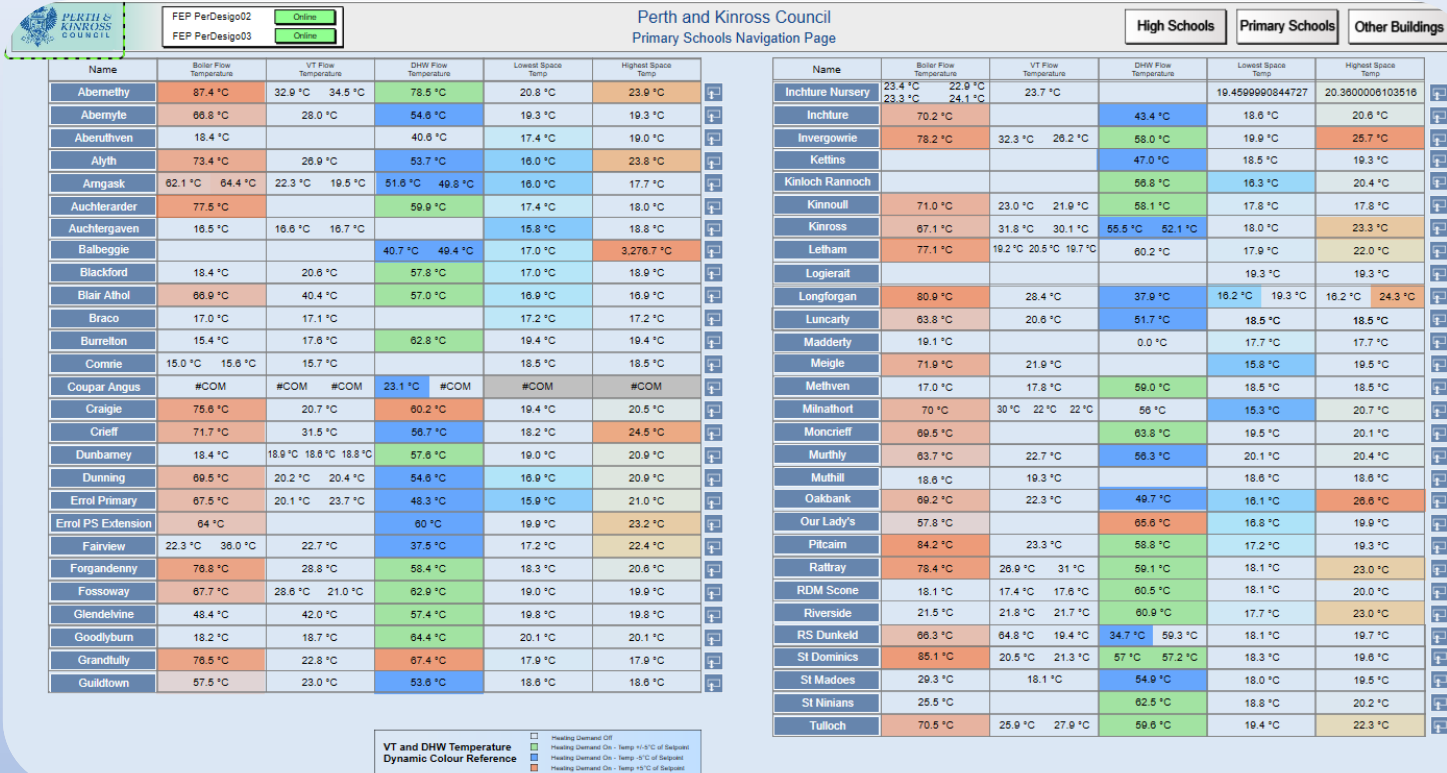 PERTH &
KINROSS
COUNCIL
FEP PerDesigo02 Online
FEP PerDesigo03 Online
Perth and Kinross Council
Primary Schools Navigation Page
High Schools Primary Schools Other Buildings
Name Boiler Flow Temperature VT Flow Temperature DHW Flow Temperature Lowest Space Temp Highest Space Temp
Abernethy 87.4 °C 32.9 °C 34.5 °C 78.5 °C 20.8 °C 23.9 °C
Abernyte 66.8 °C 28.0 °C 54.6 °C 19.3 °C 19.3 °C
Aberuthven 18.4 °C 40.6 °C 17.4 °C 19.0 °C
Alyth 73.4 °C 26.9 °C 53.7 °C 16.0 °C 23.8 °C
Arngask 62.1 °C 64.4 °C 22.3 °C 19.5 °C 51.6 °C 49.8 °C 16.0 °C 17.7 °C
Auchterarder 77.5 °C 59.9 °C 17.4 °C 18.0 °C
Auchtergaven 16.5 °C 16.6 °C 16.7 °C 15.8 °C 18.8 °C
Balbeggie 40.7 °C 49.4 °C 17.0 °C 3,276.7 °C
Blackford 18.4 °C 20.6 °C 57.8 °C 17.0 °C 18.9 °C
Blair Athol 66.9 °C 40.4 °C 57.0 °C 16.9 °C 16.9 °C
Braco 17.0 °C 17.1 °C 17.2 °C 17.2 °C
Burrelton 15.4 °C 17.6 °C 62.8 °C 19.4 °C 19.4 °C
Comrie 15.0 °C 15.6 °C 15.7 °C 18.5 °C 18.5 °C
Coupar Angus #COM #COM #COM 23.1 °C #COM #COM #COM
Craigie 75.6 °C 20.7 °C 60.2 °C 19.4 °C 20.5 °C
Crieff 71.7 °C 31.5 °C 56.7 °C 18.2 °C 24.5 °C
Dunbarney 18.4 °C 18.9 °C 18.6 °C 18.8 °C 57.6 °C 19.0 °C 20.9 °C
Dunning 69.5 °C 20.2 °C 20.4 °C 54.6 °C 16.9 °C 20.9 °C
Errol Primary 67.5 °C 20.1 °C 23.7 °C 48.3 °C 15.9 °C 21.0 °C
Errol PS Extension 64 °C 60 °C 19.9 °C 23.2 °C
Fairview 22.3 °C 36.0 °C 22.7 °C 37.5 °C 17.2 °C 22.4 °C
Forgandenny 76.8 °C 28.8 °C 58.4 °C 18.3 °C 20.6 °C
Fossoway 67.7 °C 28.6 °C 21.0 °C 62.9 °C 19.0 °C 19.9 °C
Glendelvine 48.4 °C 42.0 °C 57.4 °C 19.8 °C 19.8 °C
Goodlyburn 18.2 °C 18.7 °C 64.4 °C 20.1 °C 20.1 °C
Grandfully 76.5 °C 22.8 °C 67.4 °C 17.9 °C 17.9 °C
Guildtown 57.5 °C 23.0 °C 53.6 °C 18.6 °C 18.6 °C
Name Boiler Flow Temperature VT Flow Temperature DHW Flow Temperature Lowest Space Temp Highest Space Temp
Inchture Nursery 23.4 °C 22.9 °C 23.3 °C 24.1 °C 23.7 °C 19.4599990844727 20.3600006103516
Inchture 70.2 °C 43.4 °C 18.6 °C 20.6 °C
Invergowrie 78.2 °C 32.3 °C 26.2 °C 58.0 °C 19.9 °C 25.7 °C
Kettins 47.0 °C 18.5 °C 19.3 °C
Kinloch Rannoch 56.8 °C 16.3 °C 20.4 °C
Kinnoull 71.0 °C 23.0 °C 21.9 °C 58.1 °C 17.8 °C 17.8 °C
Kinross 67.1 °C 31.8 °C 30.1 °C 55.5 °C 52.1 °C 18.0 °C 23.3 °C
Letham 77.1 °C 19.2 °C 20.5 °C 19.7 °C 60.2 °C 17.9 °C 22.0 °C
Logierait 19.3 °C 19.3 °C
Longforgan 80.9 °C 28.4 °C 37.9 °C 16.2 °C 19.3 °C 16.2 °C 24.3 °C
Luncarty 63.8 °C 20.6 °C 51.7 °C 18.5 °C 18.5 °C
Madderty 19.1 °C 0.0 °C 17.7 °C 17.7 °C
Meigle 71.9 °C 21.9 °C 15.8 °C 19.5 °C
Methven 17.0 °C 17.8 °C 59.0 °C 18.5 °C 18.5 °C
Milnathort 70 °C 30 °C 22 °C 22 °C 56 °C 15.3 °C 20.7 °C
Moncrieff 69.5 °C 63.8 °C 19.5 °C 20.1 °C
Murthly 63.7 °C 22.7 °C 56.3 °C 20.1 °C 20.4 °C
Muthill 18.6 °C 19.3 °C 18.6 °C 18.6 °C
Oakbank 69.2 °C 22.3 °C 49.7 °C 16.1 °C 26.6 °C
Our Lady's 57.8 °C 65.6 °C 16.8 °C 19.9 °C
Pitcairn 84.2 °C 23.3 °C 58.8 °C 17.2 °C 19.3 °C
Rattray 78.4 °C 26.9 °C 31 °C 59.1 °C 18.1 °C 23.0 °C
RDM Scone 18.1 °C 17.4 °C 17.6 °C 60.5 °C 18.1 °C 20.0 °C
Riverside 21.5 °C 21.8 °C 21.7 °C 60.9 °C 17.7 °C 23.0 °C
RS Dunkeld 66.3 °C 64.8 °C 19.4 °C 34.7 °C 59.3 °C 18.1 °C 19.7 °C
St Dominics 85.1 °C 20.5 °C 21.3 °C 57 °C 57.2 °C 18.3 °C 19.6 °C
St Madoes 29.3 °C 18.1 °C 54.9 °C 18.0 °C 19.5 °C
St Ninians 25.5 °C 62.5 °C 18.8 °C 20.2 °C
Tulloch 70.5 °C 25.9 °C 27.9 °C 59.6 °C 19.4 °C 22.3 °C
VT and DHW Temperature
Dynamic Colour Reference
Heating Demand Off
Heating Demand On - Temp +/-5°C of Setpoint
Heating Demand On - Temp -5°C of Setpoint
Heating Demand On - Temp +5°C of Setpoint